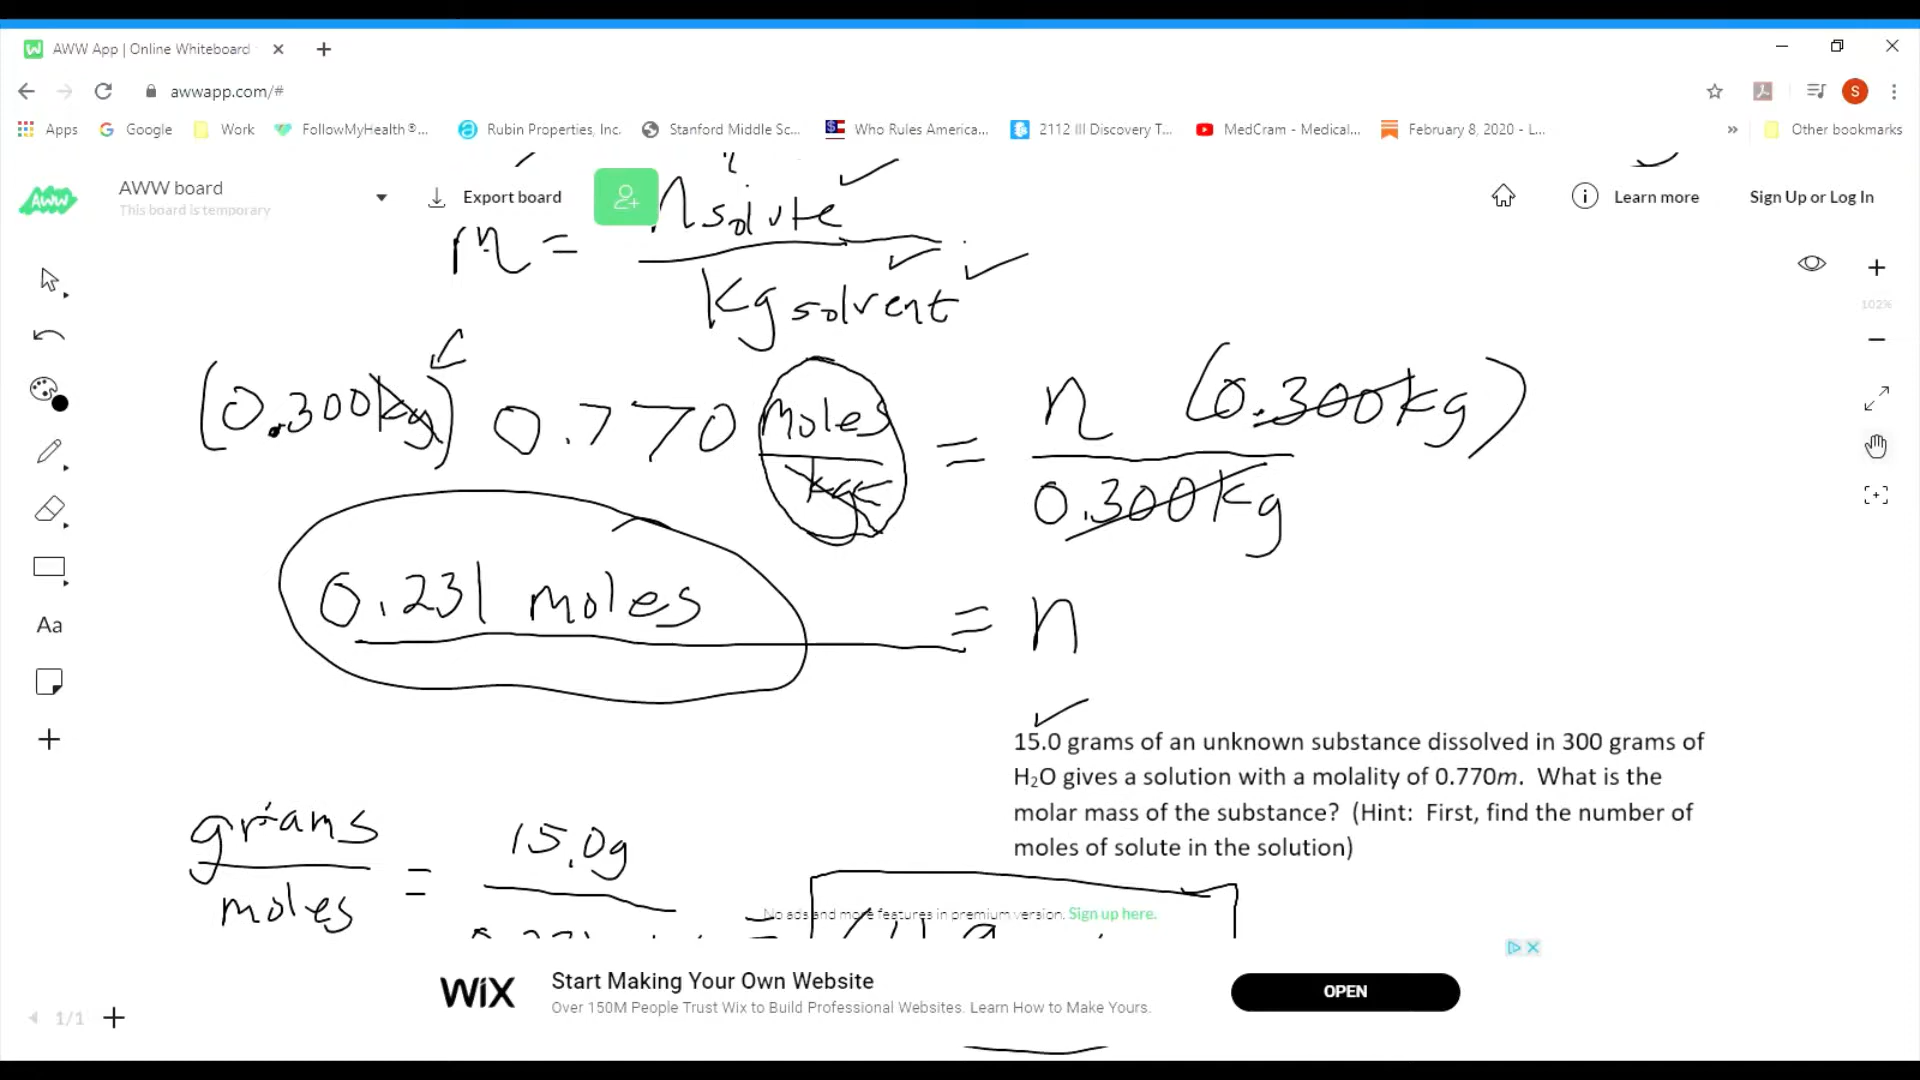 AWW App | Online Whiteboard
awwapp.com/#
Apps Google Work FollowMyHealth®... Rubin Properties, Inc. Stanford Middle Sc... Who Rules America... 2112 III Discovery T... MedCram - Medical... February 8, 2020 - L... » Other bookmarks
AWW
AWW board
This board is temporary
Export board
Learn more
Sign Up or Log In
S
102%
m = n solute
kg solvent
(0.300kg) 0.770 moles = n (0.300kg)
kg 0.300kg
0.231 moles = n
15.0 grams of an unknown substance dissolved in 300 grams of
H₂O gives a solution with a molality of 0.770m. What is the
molar mass of the substance? (Hint: First, find the number of
moles of solute in the solution)
grams = 15.0g
moles =
No ads and more features in premium version. Sign up here.
Aa
WiX
Start Making Your Own Website
Over 150M People Trust Wix to Build Professional Websites. Learn How to Make Yours.
OPEN
1/1